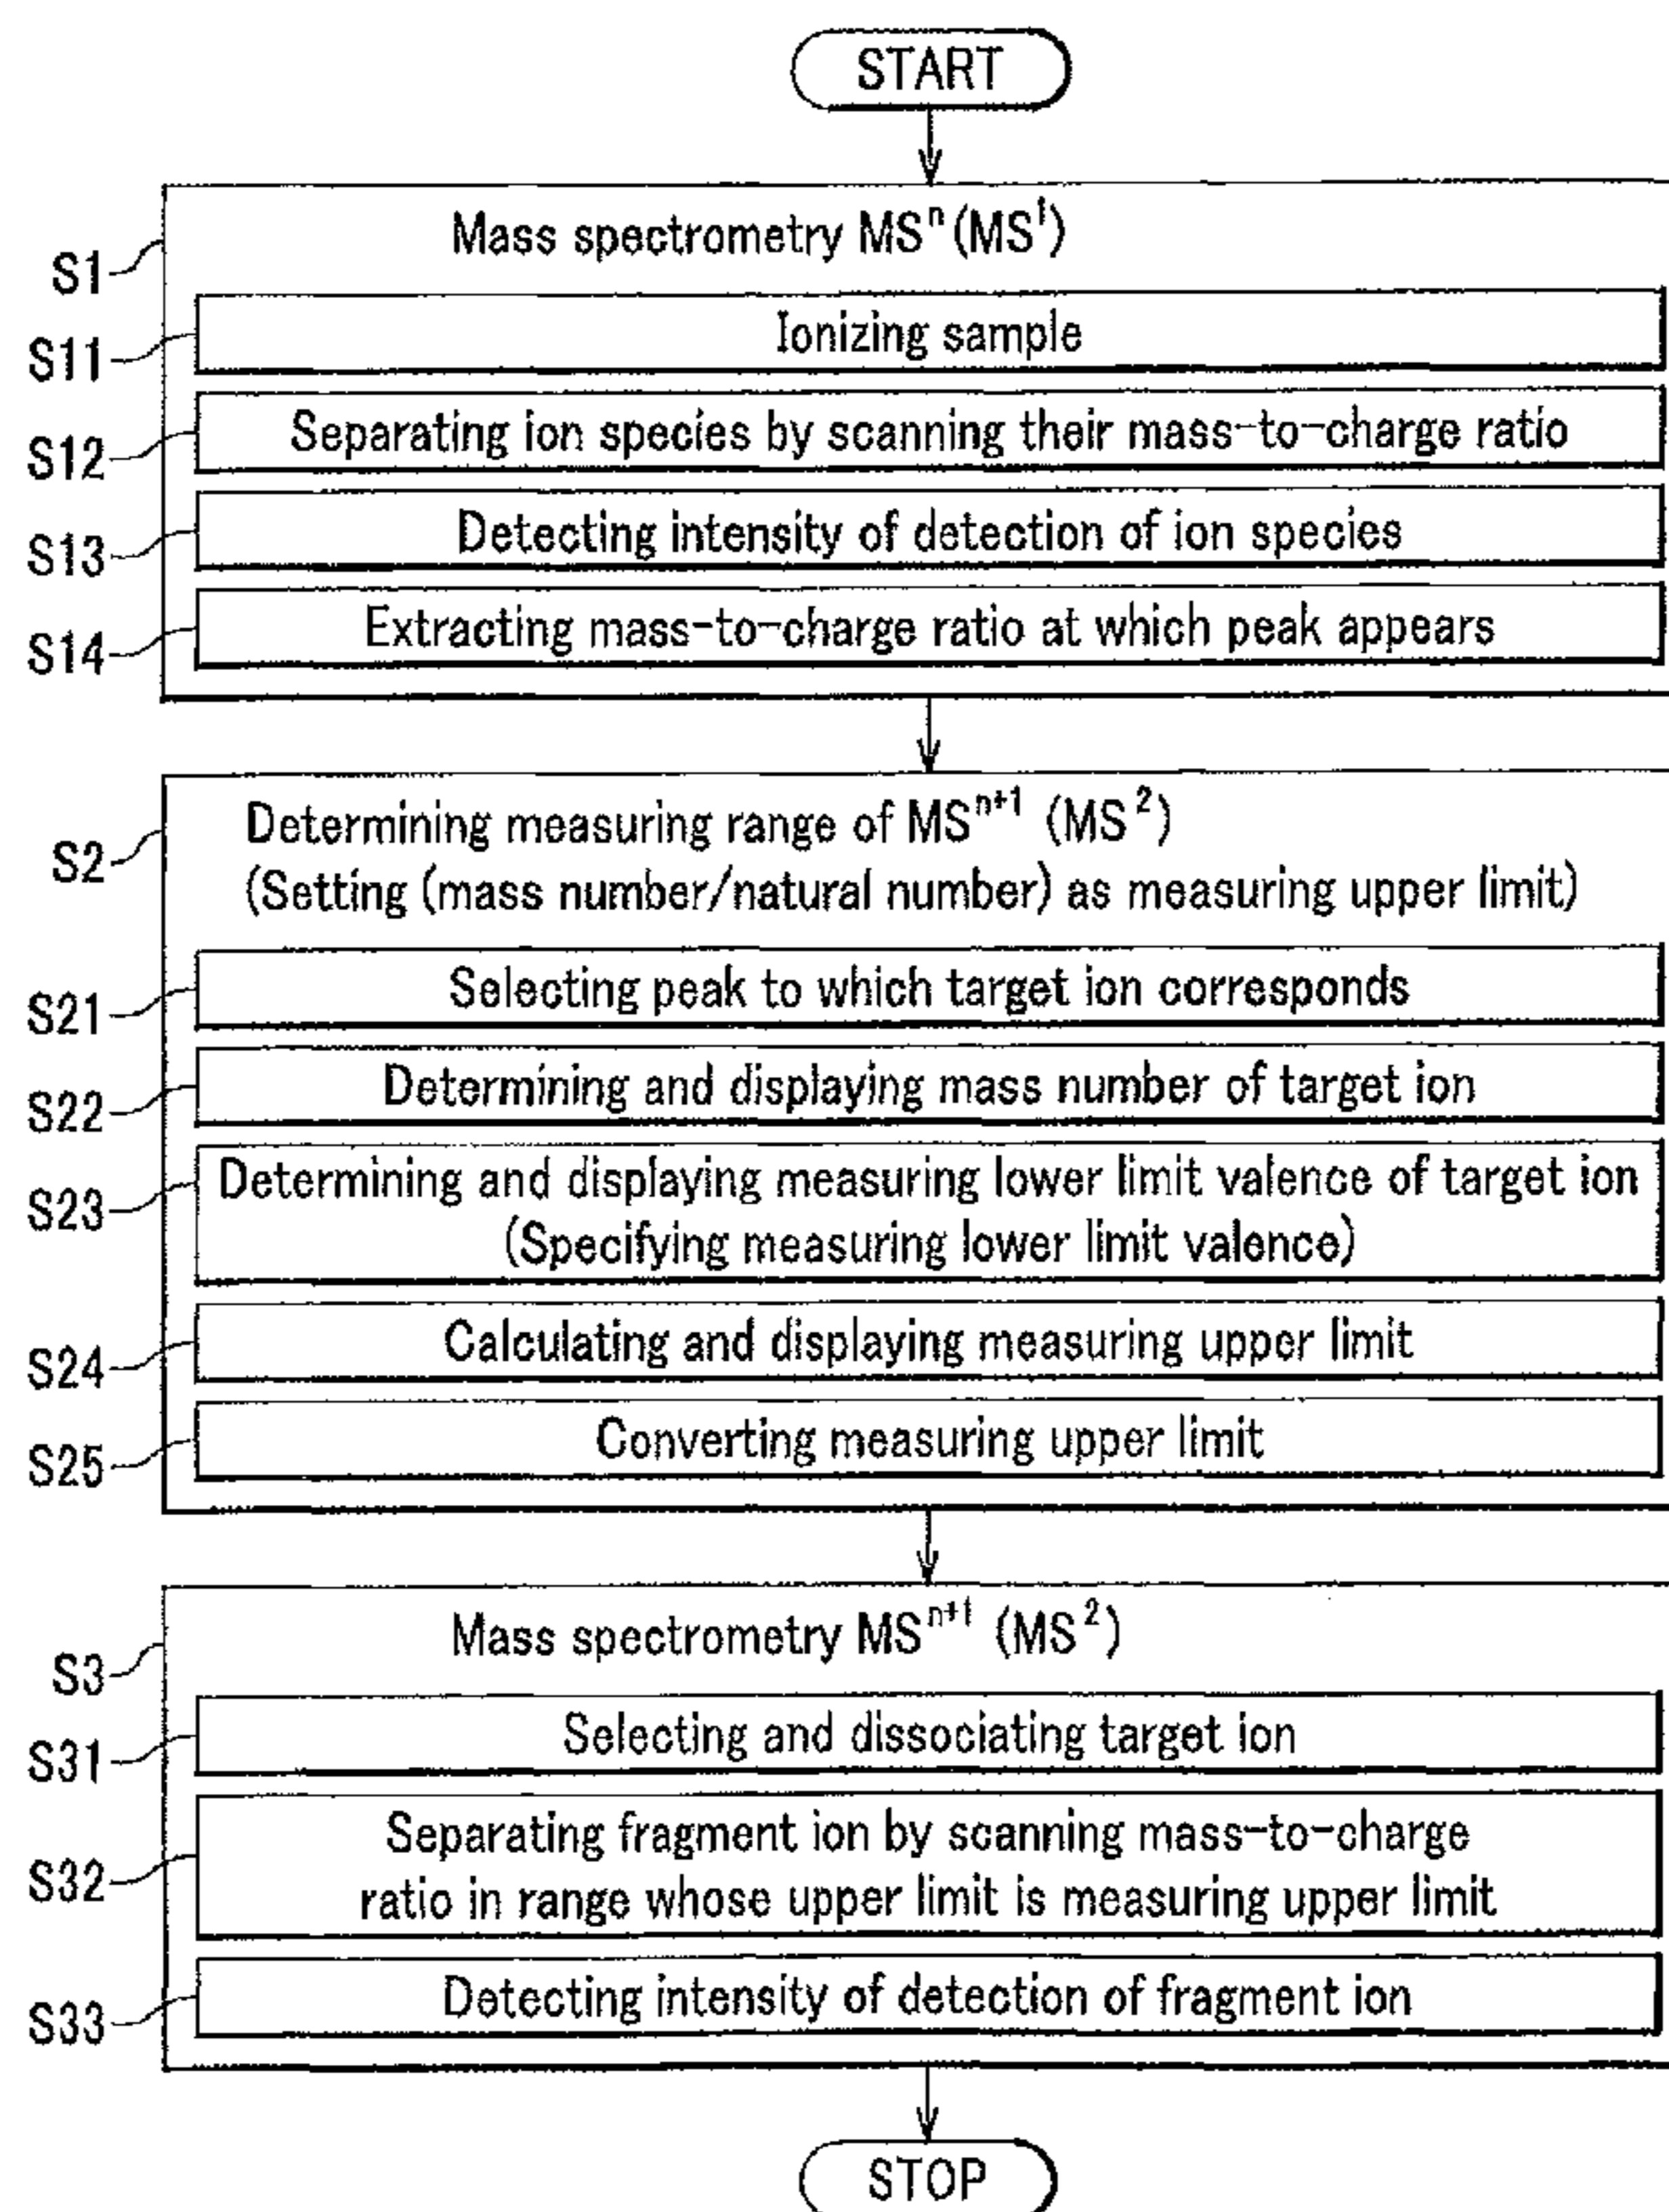 START
Mass spectrometry MSⁿ(MS¹)
S1
S11
Ionizing sample
S12
Separating ion species by scanning their mass-to-charge ratio
S13
Detecting intensity of detection of ion species
S14
Extracting mass-to-charge ratio at which peak appears
S2
Determining measuring range of MSⁿ⁺¹ (MS²)
(Setting (mass number/natural number) as measuring upper limit)
S21
Selecting peak to which target ion corresponds
S22
Determining and displaying mass number of target ion
S23
Determining and displaying measuring lower limit valence of target ion
(Specifying measuring lower limit valence)
S24
Calculating and displaying measuring upper limit
S25
Converting measuring upper limit
S3
Mass spectrometry MSⁿ⁺¹ (MS²)
S31
Selecting and dissociating target ion
S32
Separating fragment ion by scanning mass-to-charge
ratio in range whose upper limit is measuring upper limit
S33
Detecting intensity of detection of fragment ion
STOP